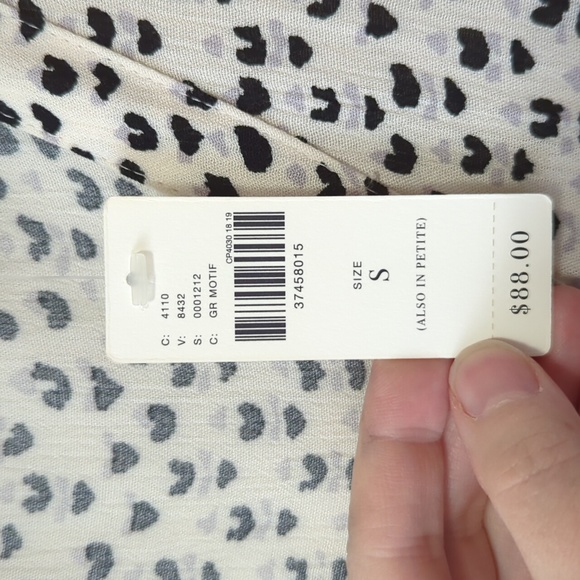 C: 4110
V: 8432
S: 0001212
C: GR MOTIF
CP4030 18 19
37458015
SIZE
S
(ALSO IN PETITE)
$88.00